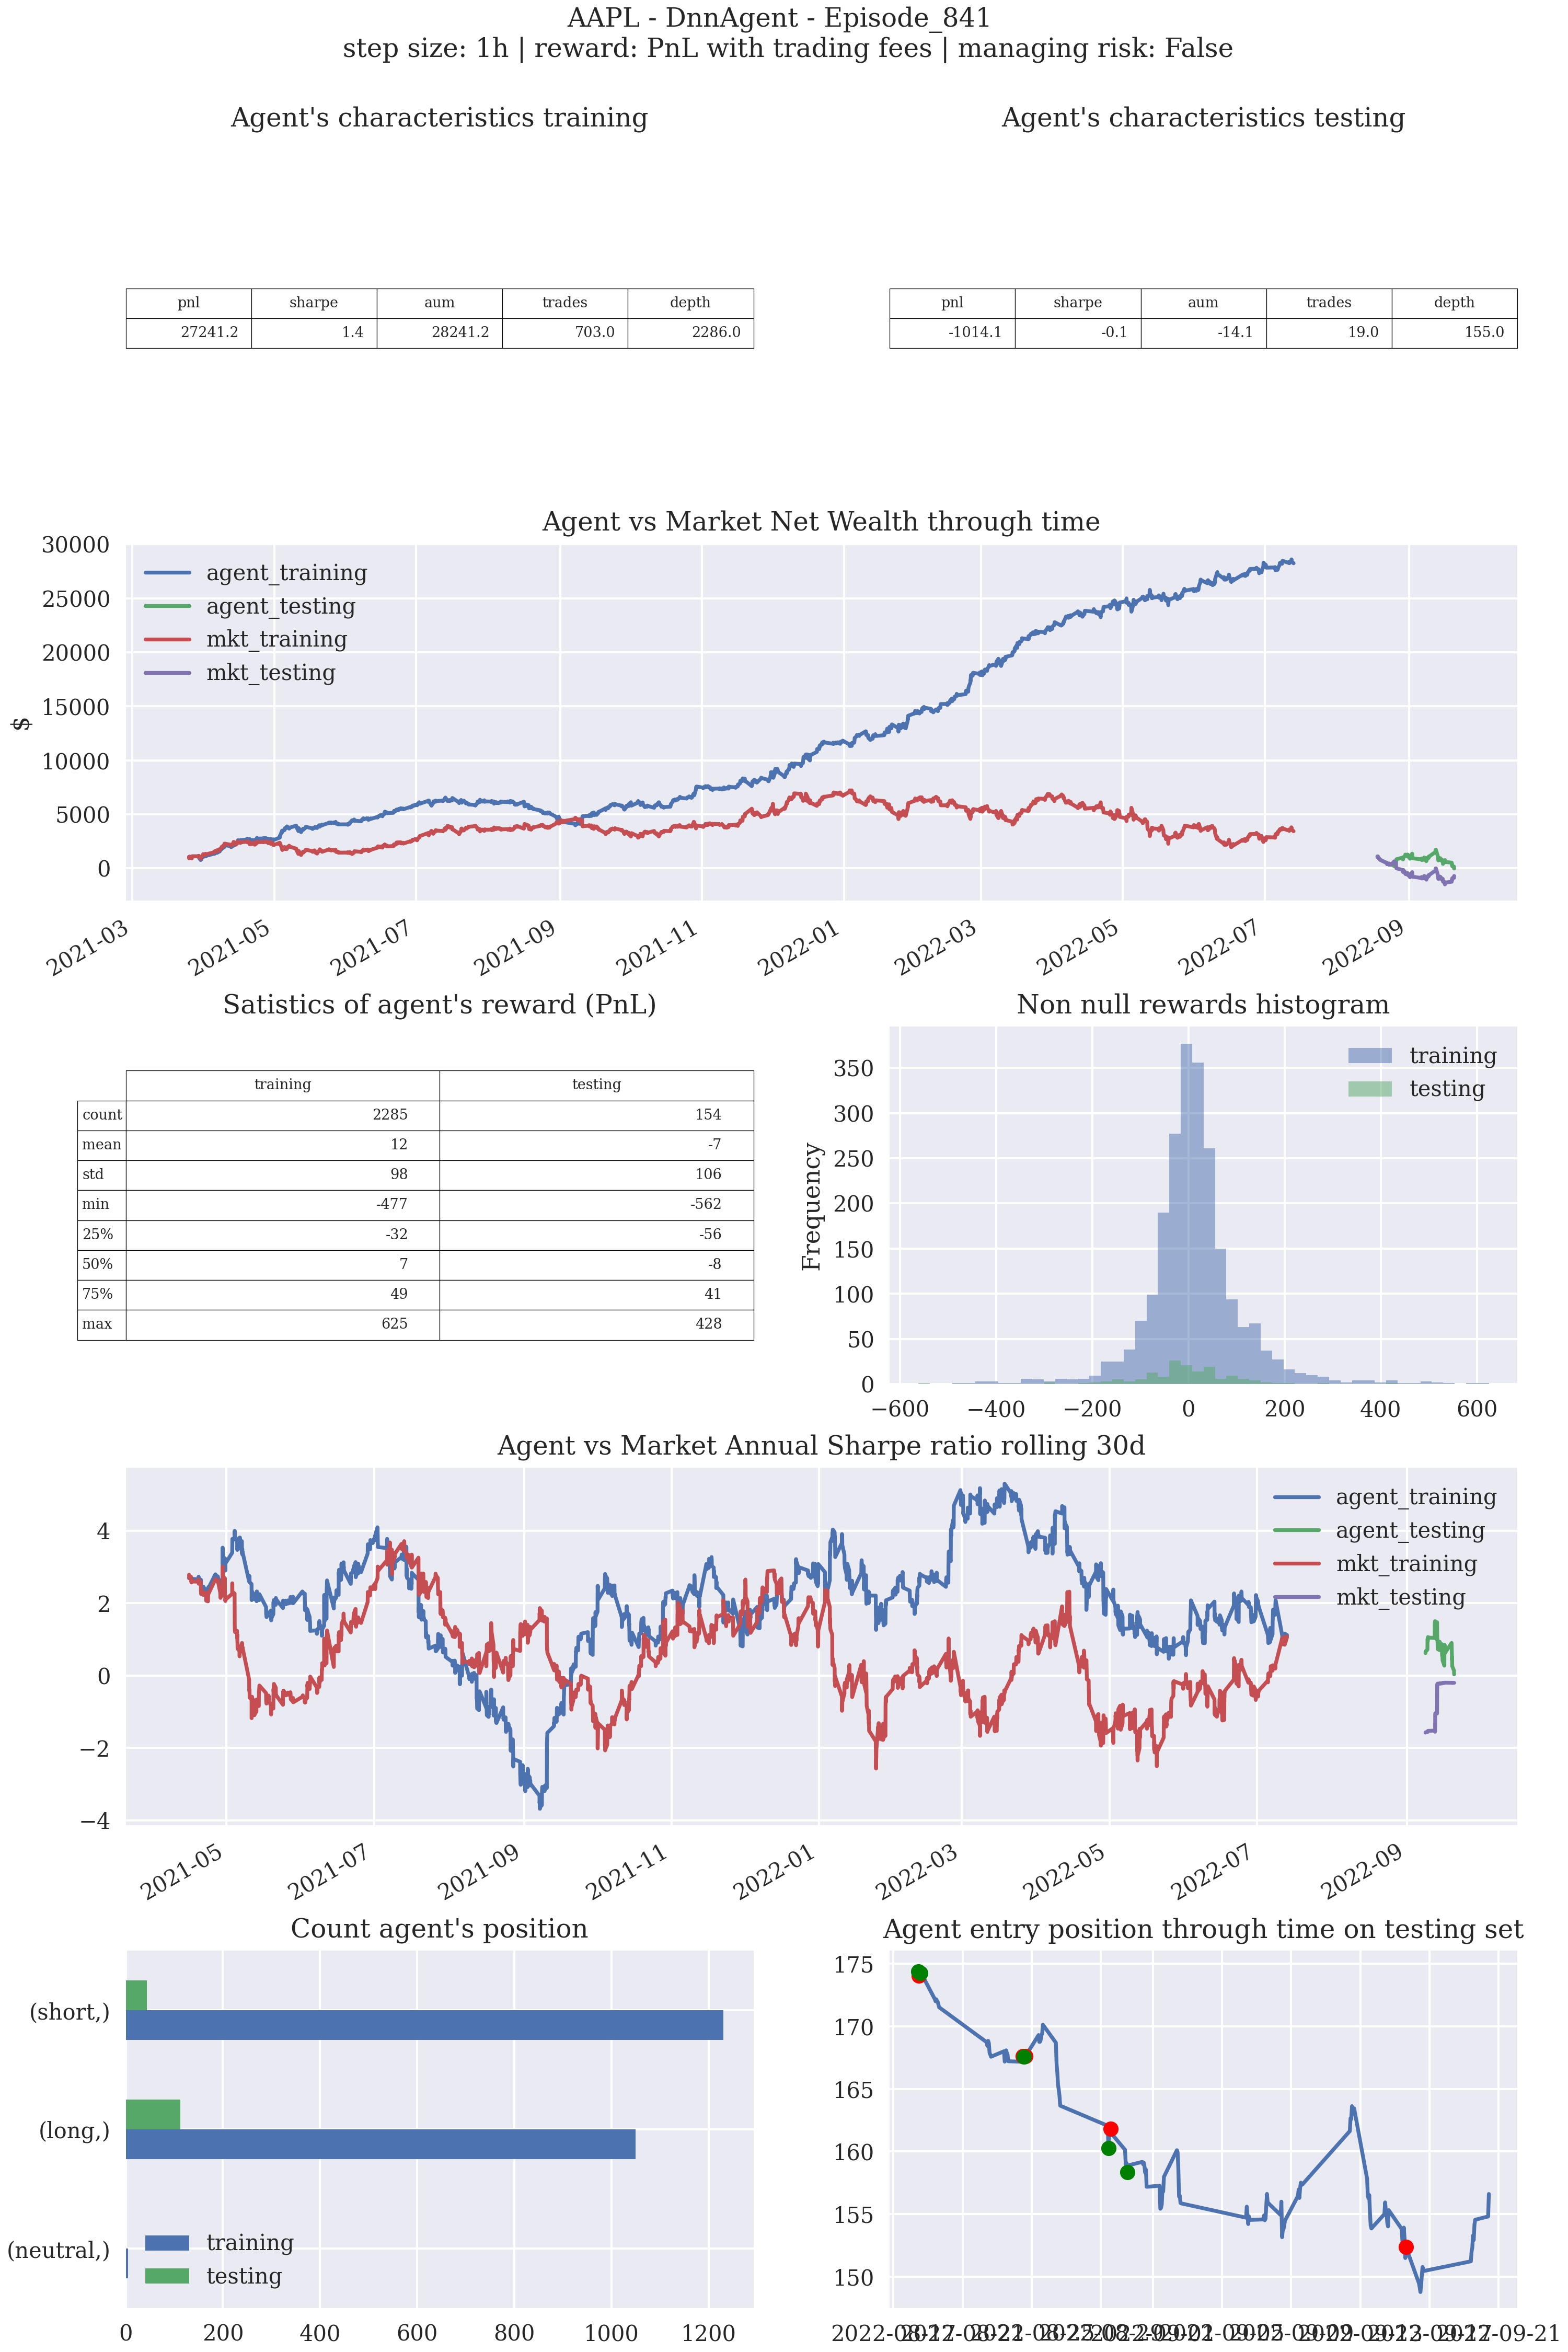 AAPL - DnnAgent - Episode_841
step size: 1h | reward: PnL with trading fees | managing risk: False
Agent's characteristics training
pnl sharpe aum trades depth
27241.2 1.4 28241.2 703.0 2286.0
Agent's characteristics testing
pnl sharpe aum trades depth
-1014.1 -0.1 -14.1 19.0 155.0
Agent vs Market Net Wealth through time
$
30000
25000
20000
15000
10000
5000
0
agent_training
agent_testing
mkt_training
mkt_testing
2021-03 2021-05 2021-07 2021-09 2021-11 2022-01 2022-03 2022-05 2022-07 2022-09
Satistics of agent's reward (PnL)
training testing
count 2285 154
mean 12 -7
std 98 106
min -477 -562
25% -32 -56
50% 7 -8
75% 49 41
max 625 428
Non null rewards histogram
Frequency
350
300
250
200
150
100
50
0
training
testing
−600 −400 −200 0 200 400 600
Agent vs Market Annual Sharpe ratio rolling 30d
4
2
0
−2
−4
agent_training
agent_testing
mkt_training
mkt_testing
2021-05 2021-07 2021-09 2021-11 2022-01 2022-03 2022-05 2022-07 2022-09
Count agent's position
(short,)
(long,)
(neutral,)
training
testing
0 200 400 600 800 1000 1200
Agent entry position through time on testing set
175
170
165
160
155
150